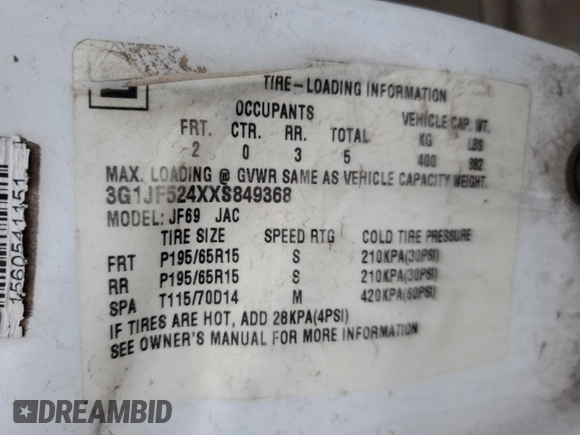 TIRE-LOADING INFORMATION
OCCUPANTS VEHICLE CAP. WT.
FRT. CTR. RR. TOTAL KG LBS
2 0 3 5 400 882
MAX. LOADING @ GVWR SAME AS VEHICLE CAPACITY WEIGHT.
3G1JF524XXS849368
MODEL: JF69 JAC
TIRE SIZE SPEED RTG COLD TIRE PRESSURE
FRT P195/65R15 S 210KPA(30PSI)
RR P195/65R15 S 210KPA(30PSI)
SPA T115/70D14 M 420KPA(60PSI)
IF TIRES ARE HOT, ADD 28KPA(4PSI)
SEE OWNER'S MANUAL FOR MORE INFORMATION
1560541151
DREAMBID